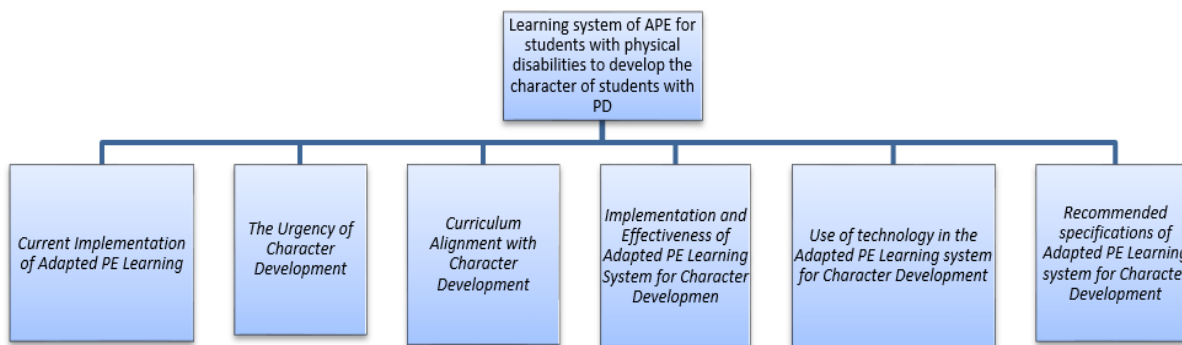 Learning system of APE for
students with physical
disabilities to develop the
character of students with
PD
Current Implementation
of Adapted PE Learning
The Urgency of
Character
Development
Curriculum
Alignment with
Character
Development
Implementation and
Effectiveness of
Adapted PE Learning
System for Character
Developmen
Use of technology in the
Adapted PE Learning system
for Character Development
Recommended
specifications of
Adapted PE Learning
system for Character
Development